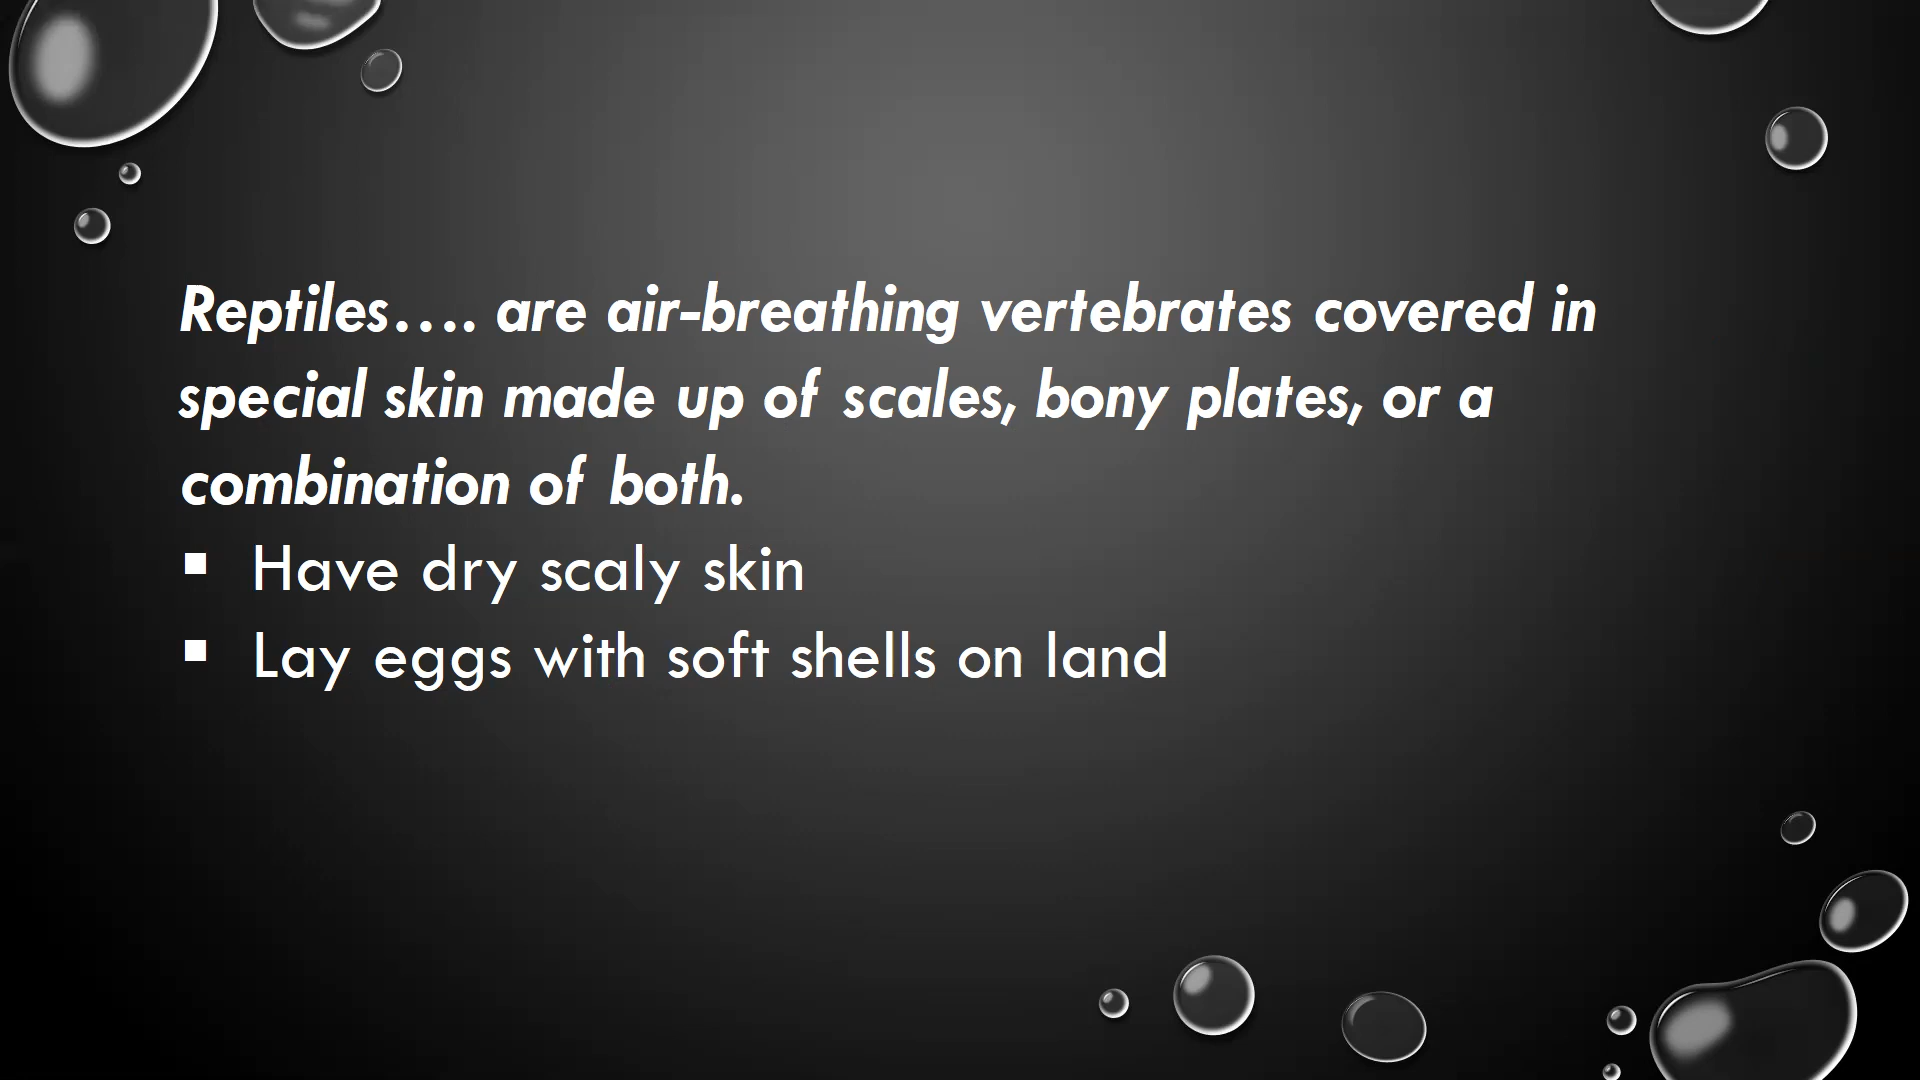 Reptiles…. are air-breathing vertebrates covered in
special skin made up of scales, bony plates, or a
combination of both.
▪ Have dry scaly skin
▪ Lay eggs with soft shells on land